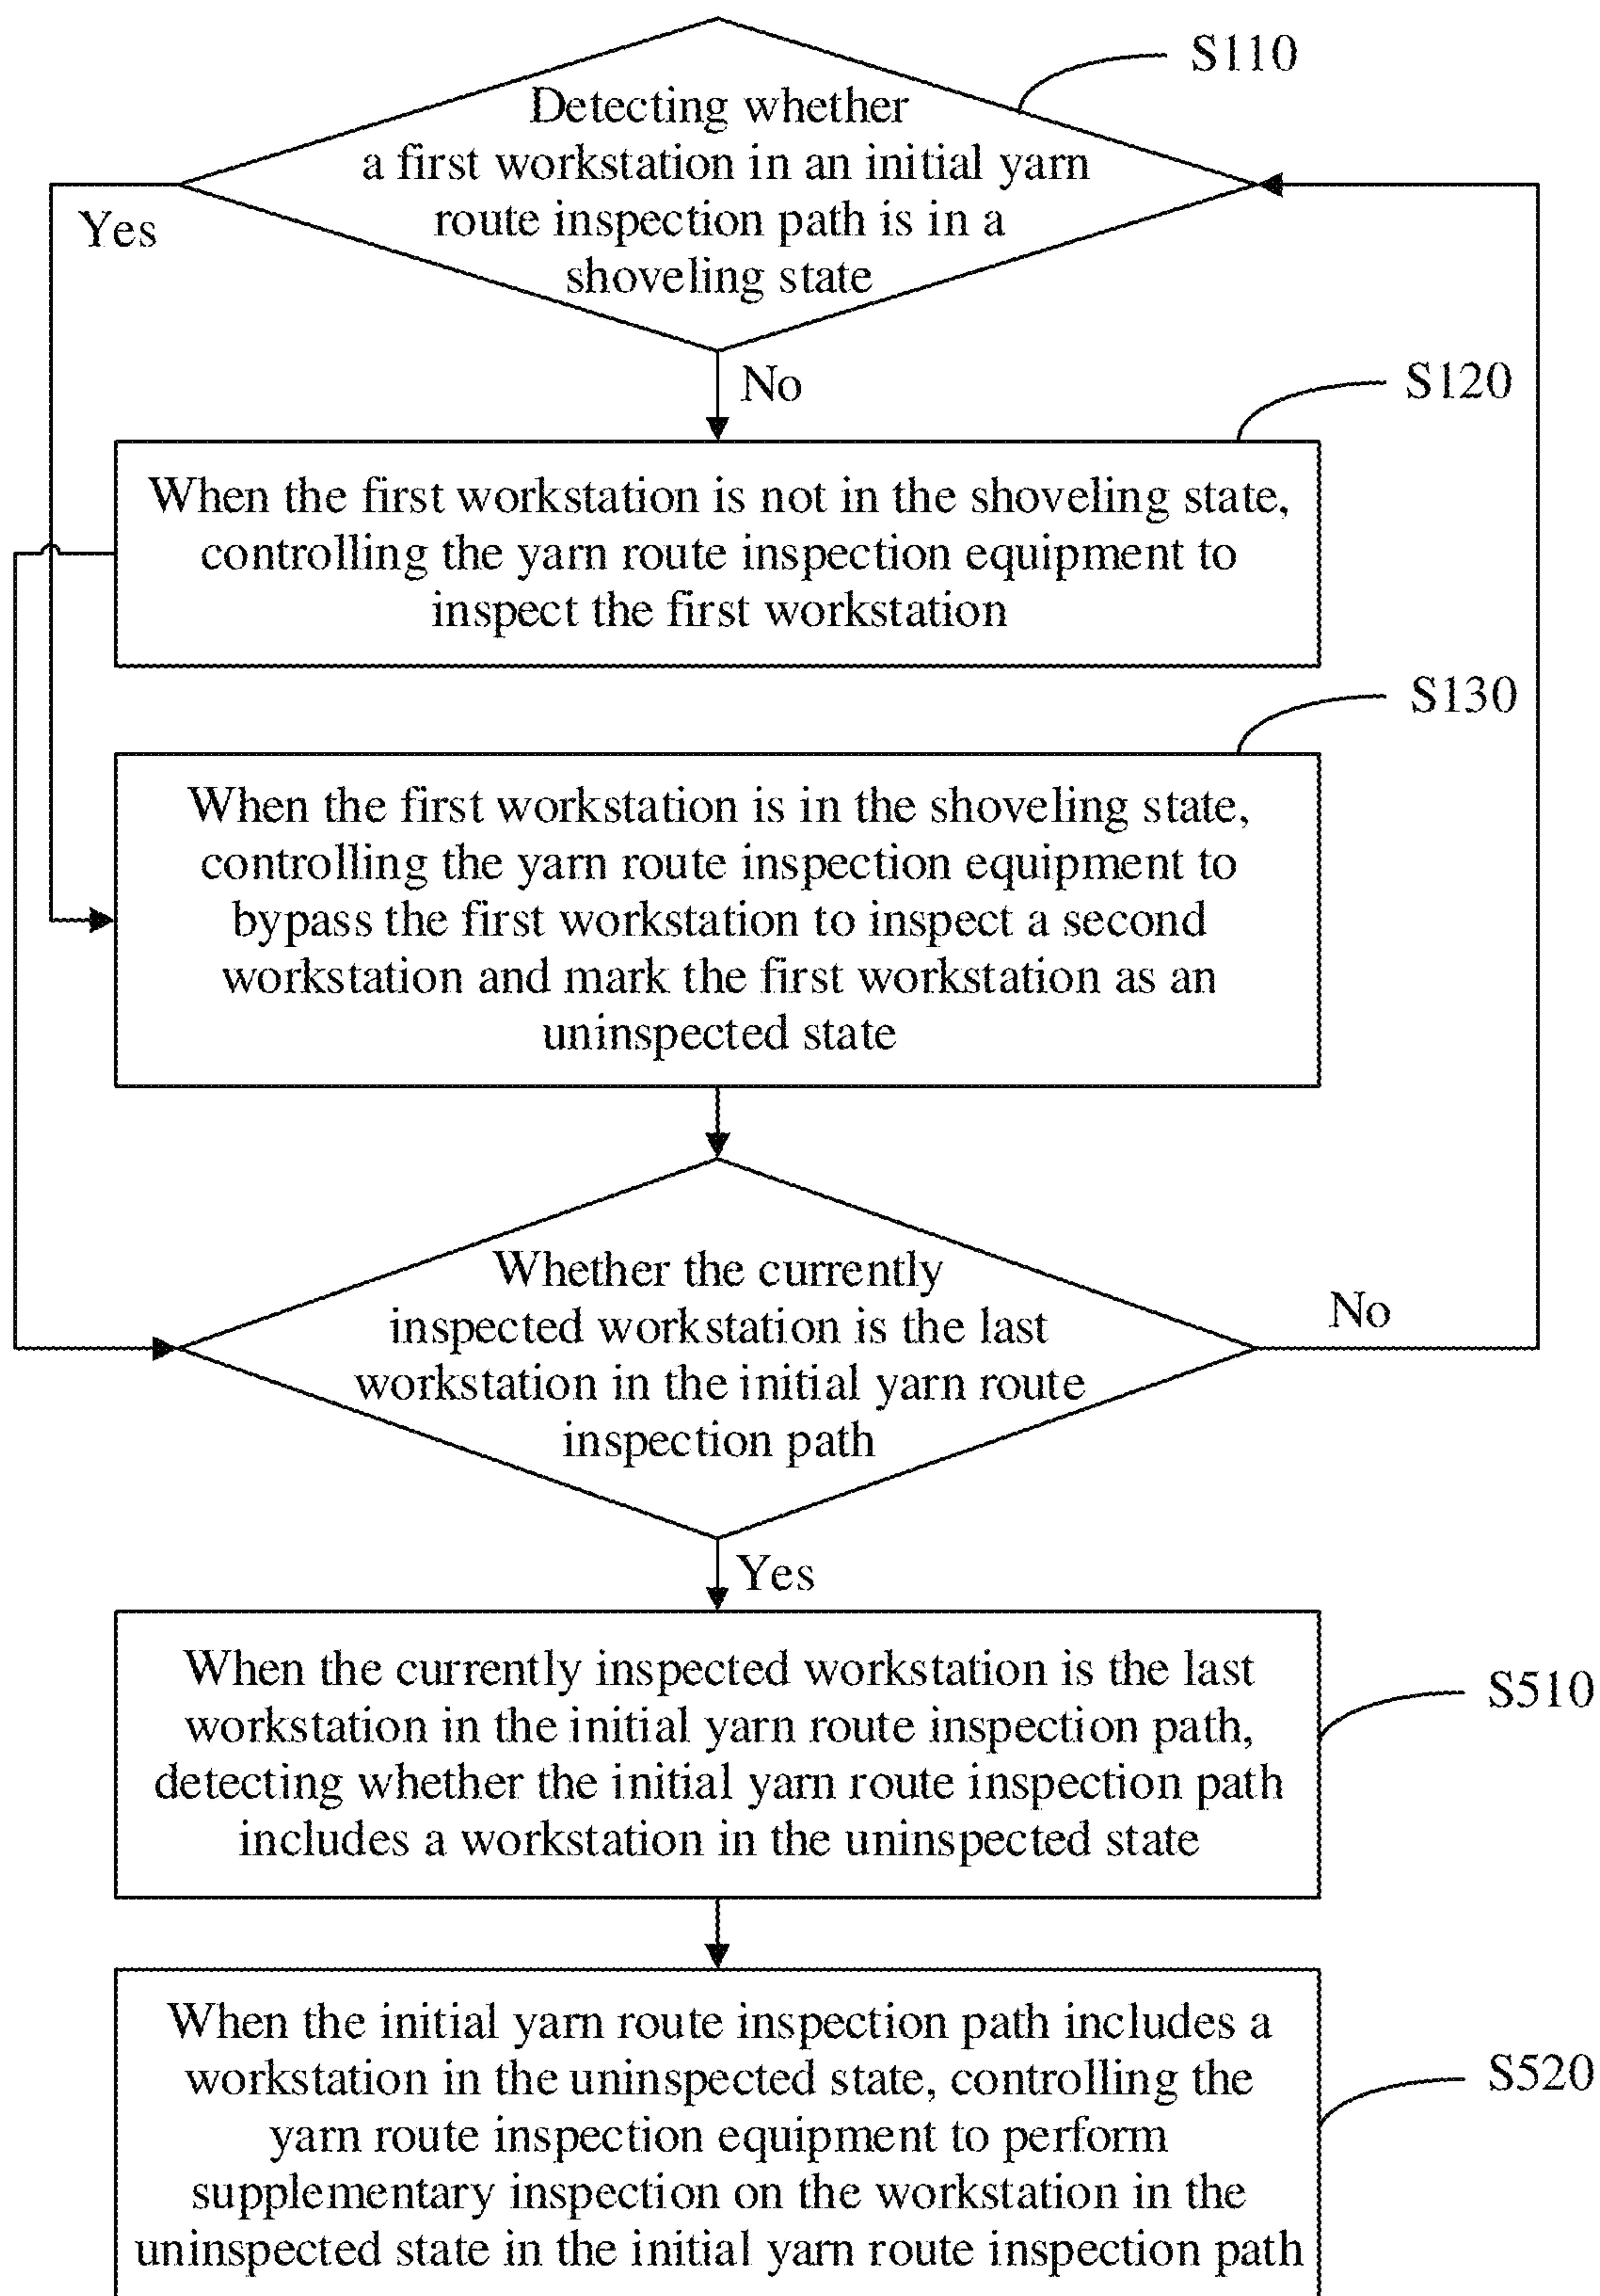 S110
Detecting whether
a first workstation in an initial yarn
route inspection path is in a
shoveling state
Yes
No
S120
When the first workstation is not in the shoveling state,
controlling the yarn route inspection equipment to
inspect the first workstation
S130
When the first workstation is in the shoveling state,
controlling the yarn route inspection equipment to
bypass the first workstation to inspect a second
workstation and mark the first workstation as an
uninspected state
Whether the currently
inspected workstation is the last
workstation in the initial yarn route
inspection path
No
Yes
When the currently inspected workstation is the last
workstation in the initial yarn route inspection path,
detecting whether the initial yarn route inspection path
includes a workstation in the uninspected state
S510
When the initial yarn route inspection path includes a
workstation in the uninspected state, controlling the
yarn route inspection equipment to perform
supplementary inspection on the workstation in the
uninspected state in the initial yarn route inspection path
S520